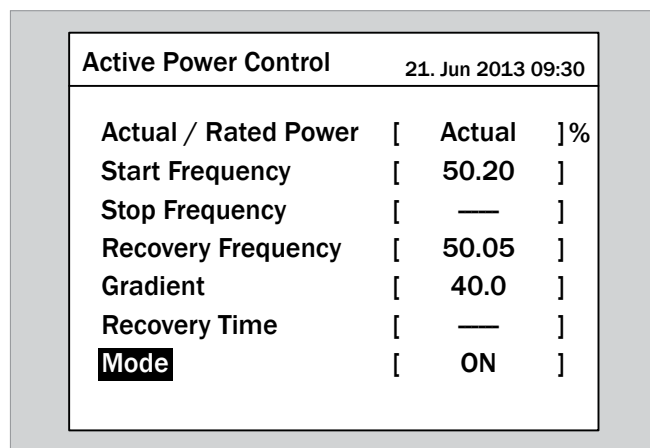 Active Power Control 21. Jun 2013 09:30
Actual / Rated Power [ Actual ]%
Start Frequency [ 50.20 ]
Stop Frequency [ — ]
Recovery Frequency [ 50.05 ]
Gradient [ 40.0 ]
Recovery Time [ — ]
Mode [ ON ]